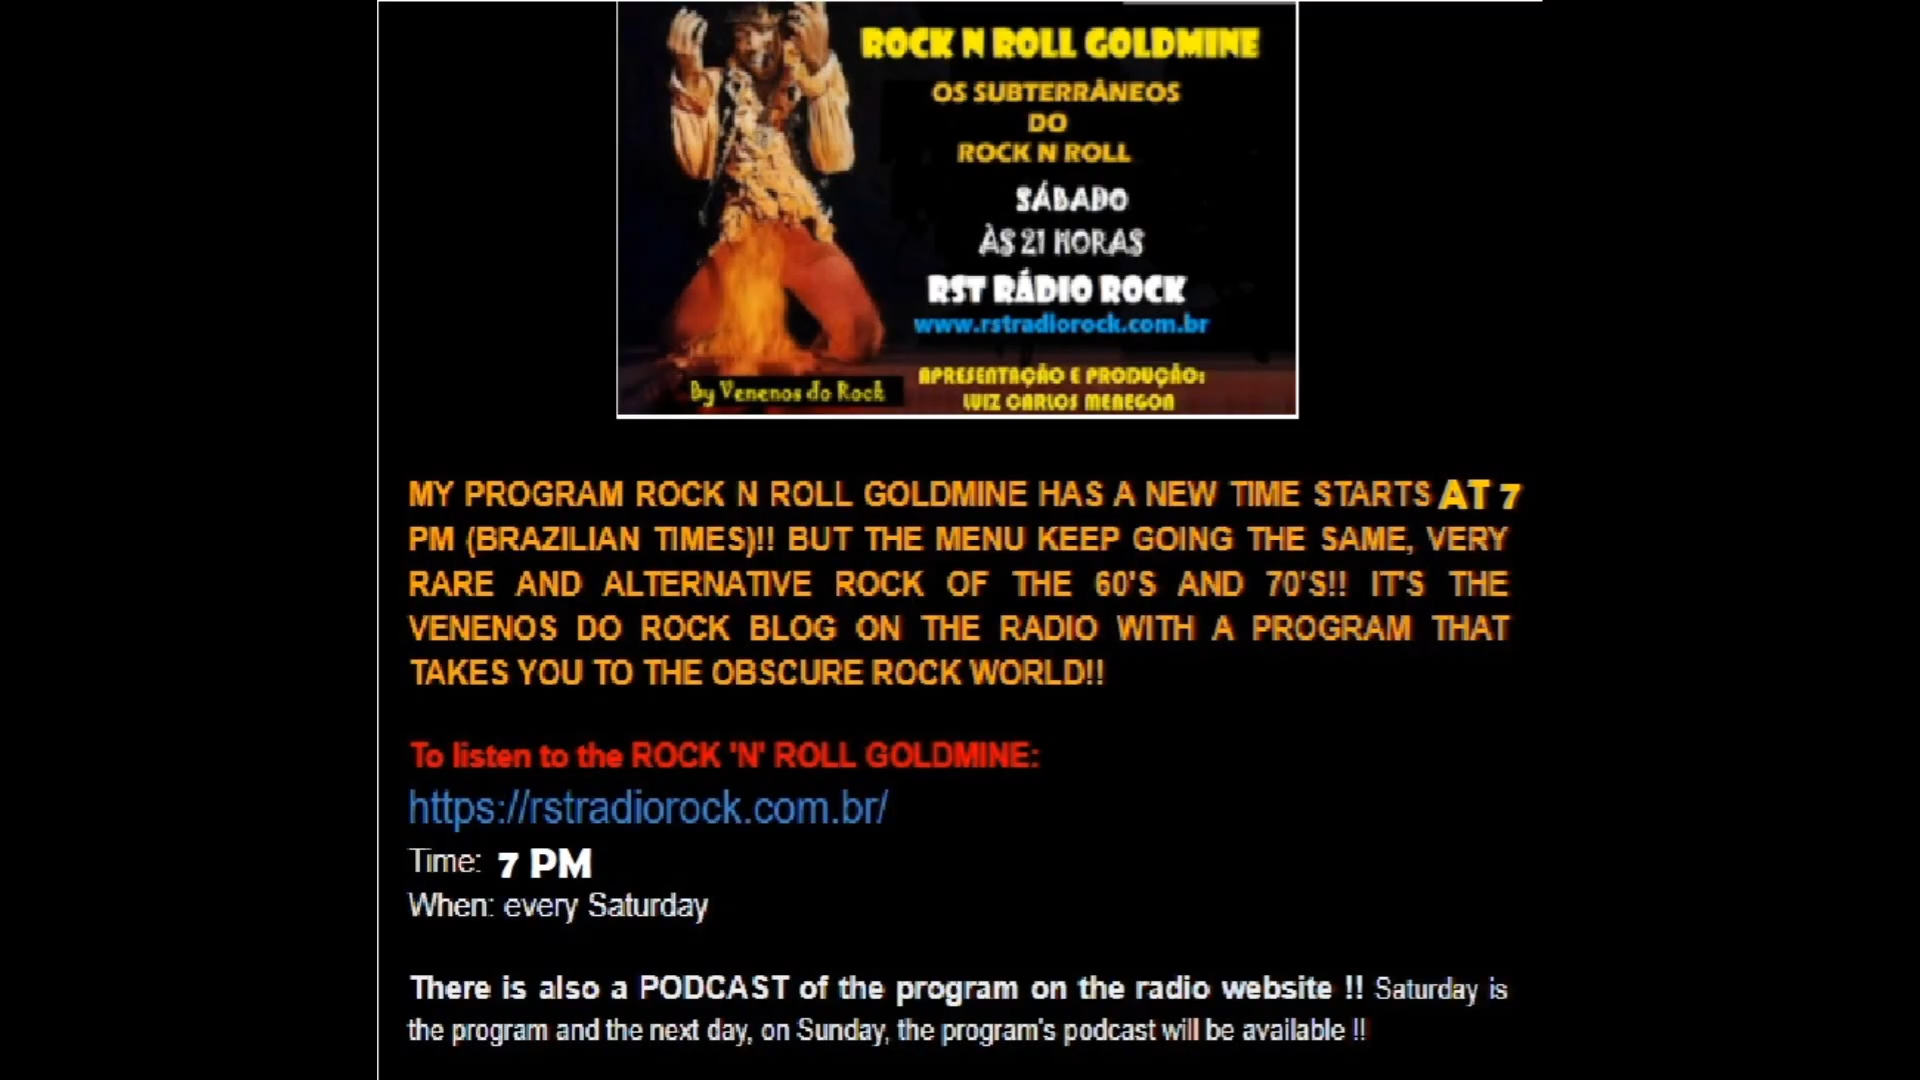 ROCK N ROLL GOLDMINE
OS SUBTERRÂNEOS
DO
ROCK N ROLL
SÁBADO
ÀS 21 HORAS
RST RÁDIO ROCK
www.rstradiorock.com.br
APRESENTAÇÃO E PRODUÇÃO:
LUIZ CARLOS MENEGON
By Venenos do Rock
MY PROGRAM ROCK N ROLL GOLDMINE HAS A NEW TIME STARTS AT 7
PM (BRAZILIAN TIMES)!! BUT THE MENU KEEP GOING THE SAME, VERY
RARE AND ALTERNATIVE ROCK OF THE 60'S AND 70'S!! IT'S THE
VENENOS DO ROCK BLOG ON THE RADIO WITH A PROGRAM THAT
TAKES YOU TO THE OBSCURE ROCK WORLD!!
To listen to the ROCK 'N' ROLL GOLDMINE:
https://rstradiorock.com.br/
Time: 7 PM
When: every Saturday
There is also a PODCAST of the program on the radio website !! Saturday is
the program and the next day, on Sunday, the program's podcast will be available !!